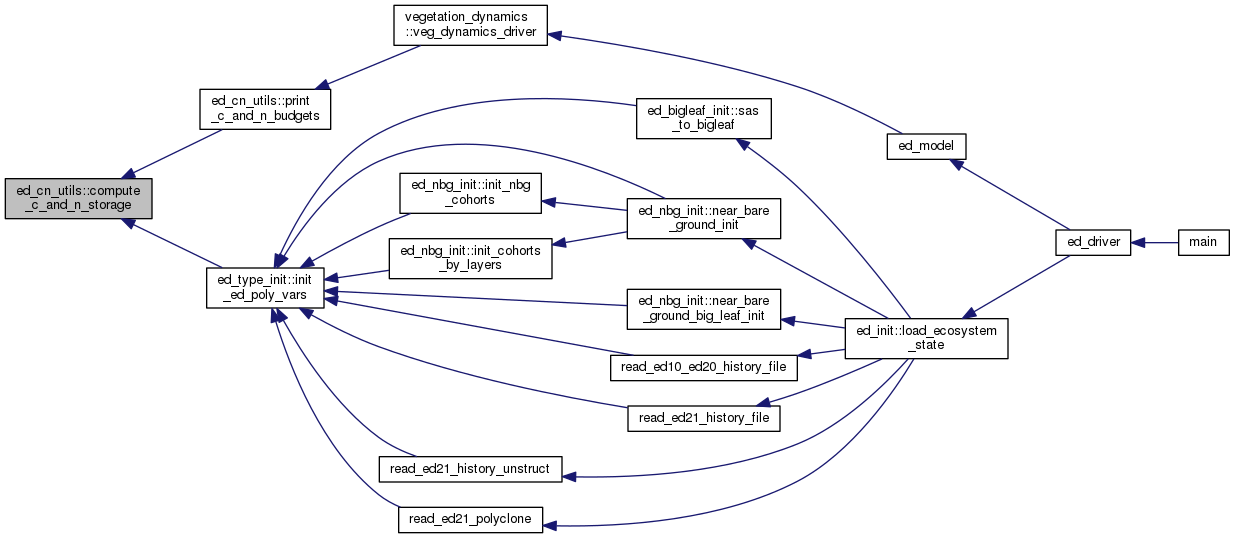 vegetation_dynamics
::veg_dynamics_driver
ed_cn_utils::print
_c_and_n_budgets
ed_bigleaf_init::sas
_to_bigleaf
ed_model
ed_cn_utils::compute
_c_and_n_storage
ed_nbg_init::init_nbg
_cohorts
ed_nbg_init::near_bare
_ground_init
ed_driver
main
ed_nbg_init::init_cohorts
_by_layers
ed_type_init::init
_ed_poly_vars
ed_nbg_init::near_bare
_ground_big_leaf_init
ed_init::load_ecosystem
_state
read_ed10_ed20_history_file
read_ed21_history_file
read_ed21_history_unstruct
read_ed21_polyclone